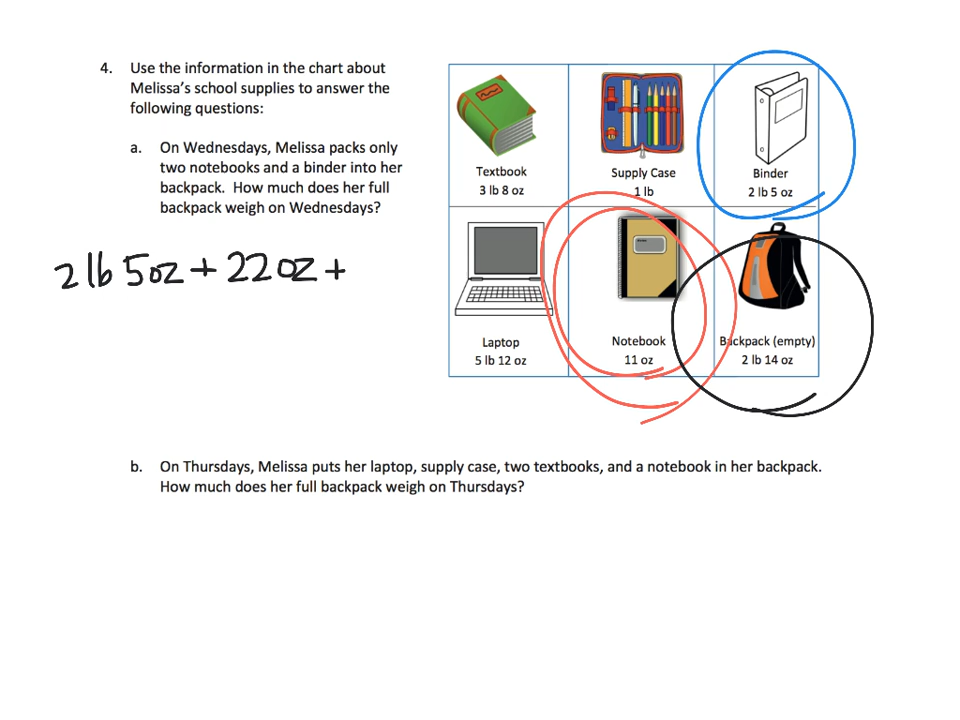 4. Use the information in the chart about
Melissa's school supplies to answer the
following questions:
a. On Wednesdays, Melissa packs only
two notebooks and a binder into her
backpack. How much does her full
backpack weigh on Wednesdays?
2 lb 5oz + 22 oz +
Textbook
3 lb 8 oz
Supply Case
1 lb
Binder
2 lb 5 oz
Laptop
5 lb 12 oz
Notebook
11 oz
Backpack (empty)
2 lb 14 oz
b. On Thursdays, Melissa puts her laptop, supply case, two textbooks, and a notebook in her backpack.
How much does her full backpack weigh on Thursdays?